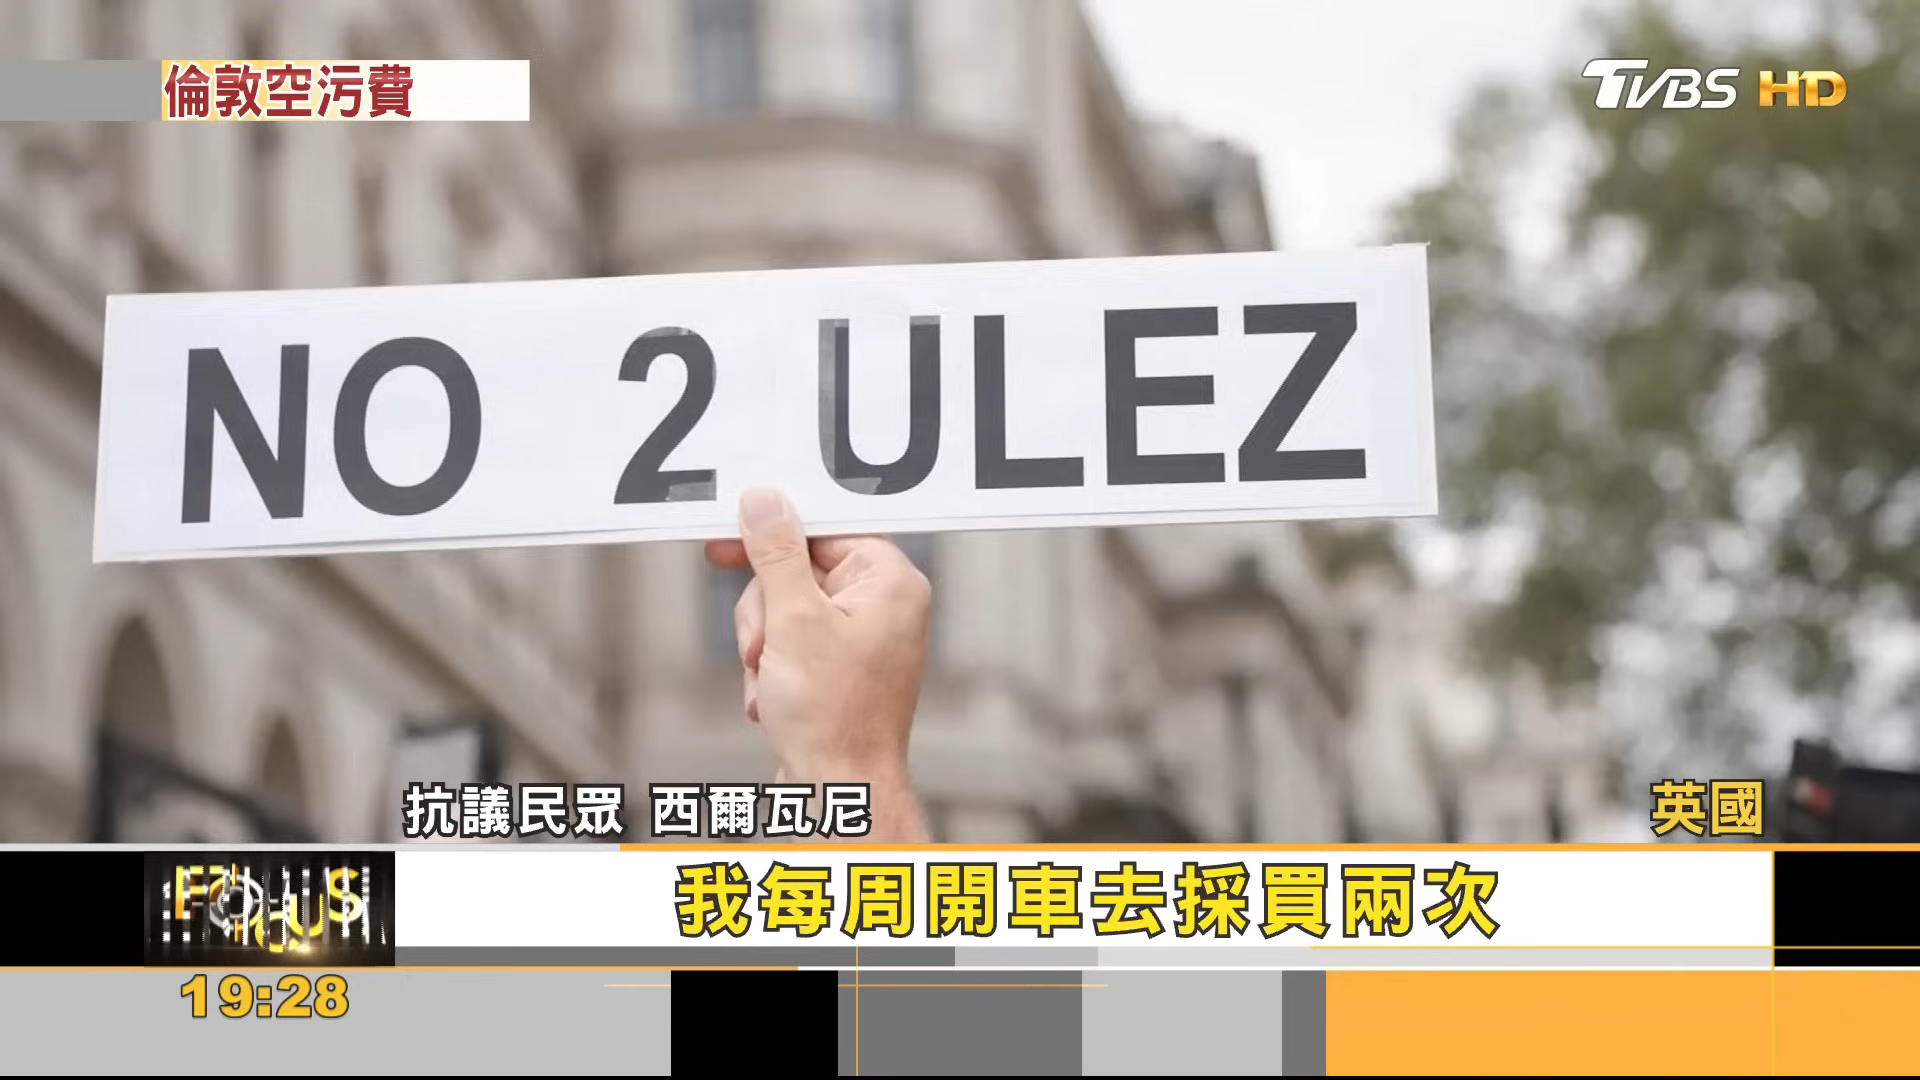 倫敦空污費
TVBS HD
NO 2 ULEZ
抗議民眾 西爾瓦尼
英國
我每周開車去採買兩次
FOCUS
19:28